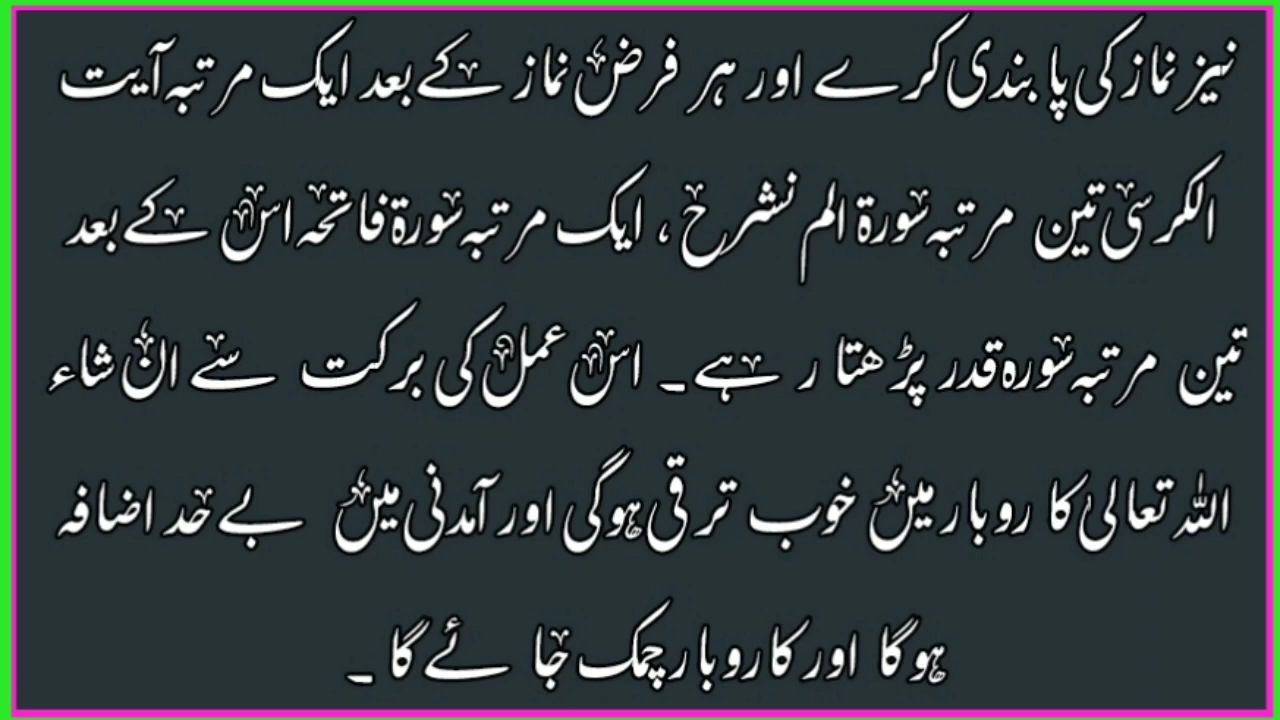 نیز نماز کی پابندی کرے اور ہر فرض نماز کے بعد ایک مرتبہ آیت
الکرسی تین مرتبہ سورۃ الم نشرح ، ایک مرتبہ سورۃ فاتحہ اس کے بعد
تین مرتبہ سورہ قدر پڑھتا رہے ۔ اس عمل کی برکت سے ان شاء
اللہ تعالیٰ کاروبار میں خوب ترقی ہوگی اور آمدنی میں بے حد اضافہ
ہوگا اور کاروبار چمک جائے گا ۔